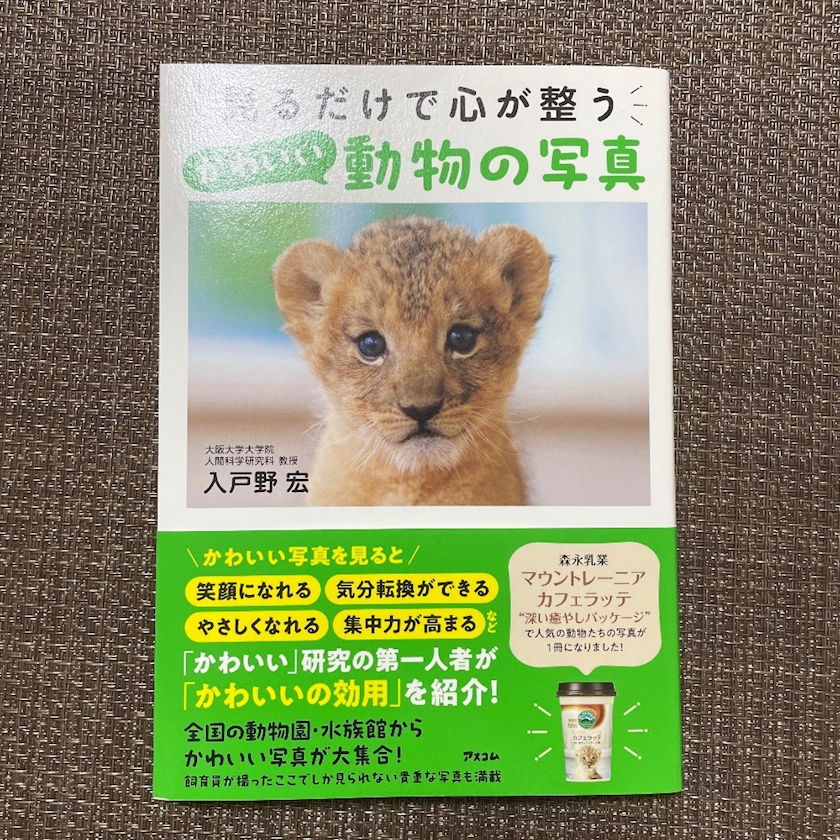 見るだけで心が整う
かわいい
動物の写真
大阪大学大学院
人間科学研究科 教授
入戸野 宏
かわいい写真を見ると
笑顔になれる 気分転換ができる
やさしくなれる 集中力が高まる など
「かわいい」研究の第一人者が
「かわいいの効用」を紹介!
全国の動物園・水族館から
かわいい写真が大集合!
飼育員が撮ったここでしか見られない貴重な写真も満載
アスコム
森永乳業
マウントレーニア
カフェラッテ
“深い癒やしパッケージ”
で人気の動物たちの写真が
1冊になりました!
カフェラッテ